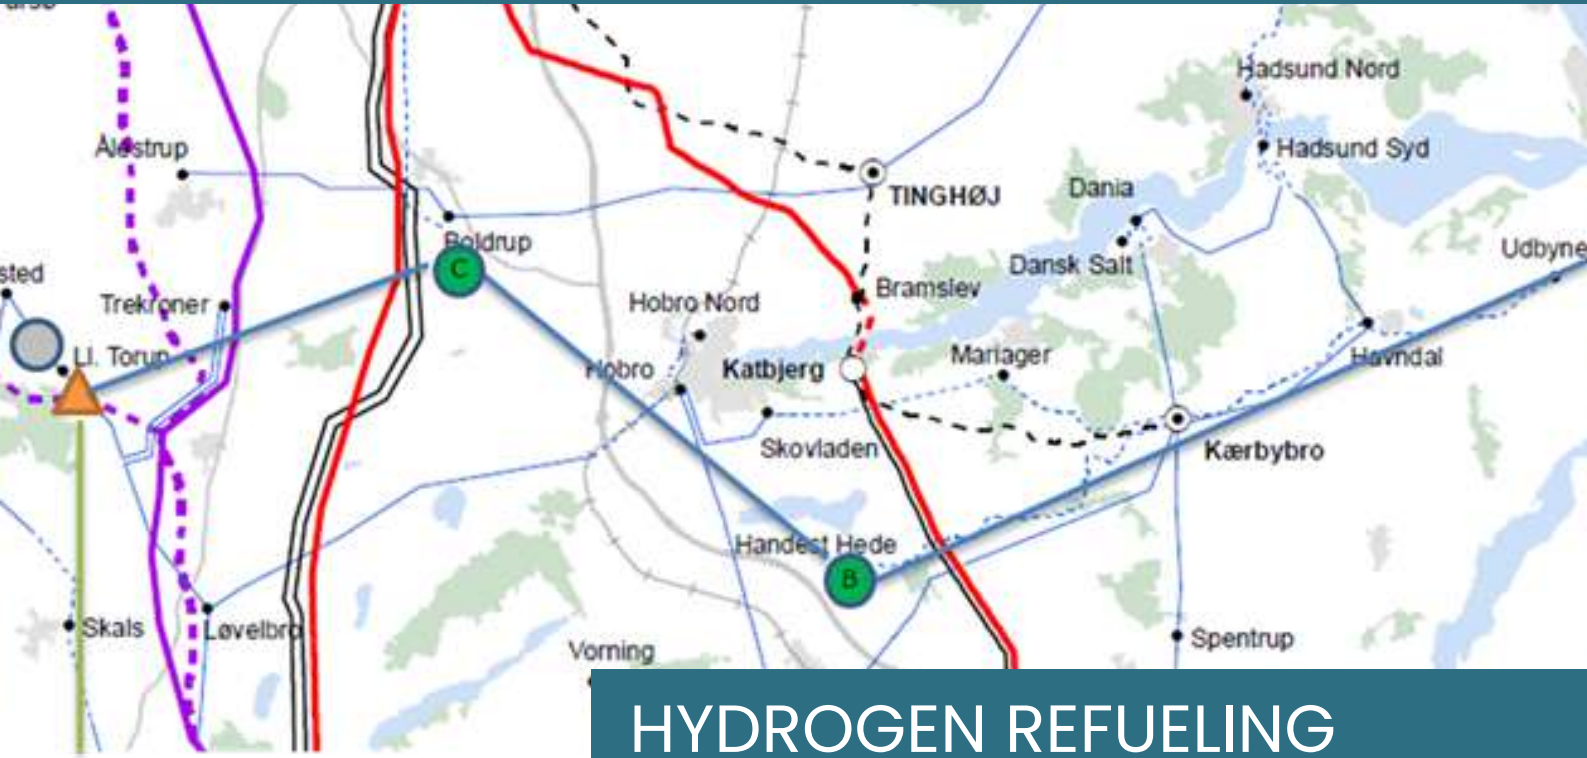 Hadsund Nord
Ålestrup
Hadsund Syd
TINGHØJ
Dania
Boldrup
C
Dansk Salt
Udbyne
sted
Trekroner
Hobro Nord
Bramslev
Ll. Torup
Hobro
Katbjerg
Mariager
Havndal
Skovladen
Kærbybro
Handest Hede
B
Skals
Løvelbro
Spentrup
Vorning
HYDROGEN REFUELING